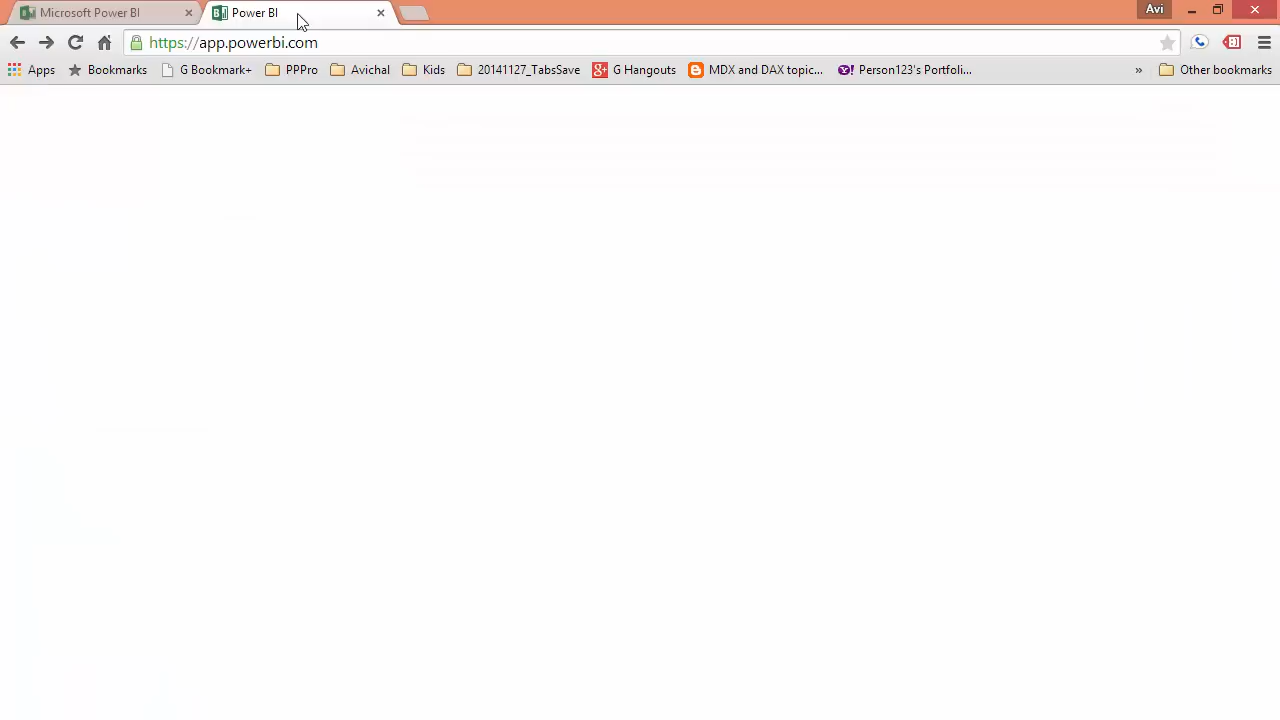 Microsoft Power BI
Power BI
Avi
https://app.powerbi.com
Apps
Bookmarks
G Bookmark+
PPPro
Avichal
Kids
20141127_TabsSave
G Hangouts
MDX and DAX topic...
Person123's Portfoli...
»
Other bookmarks